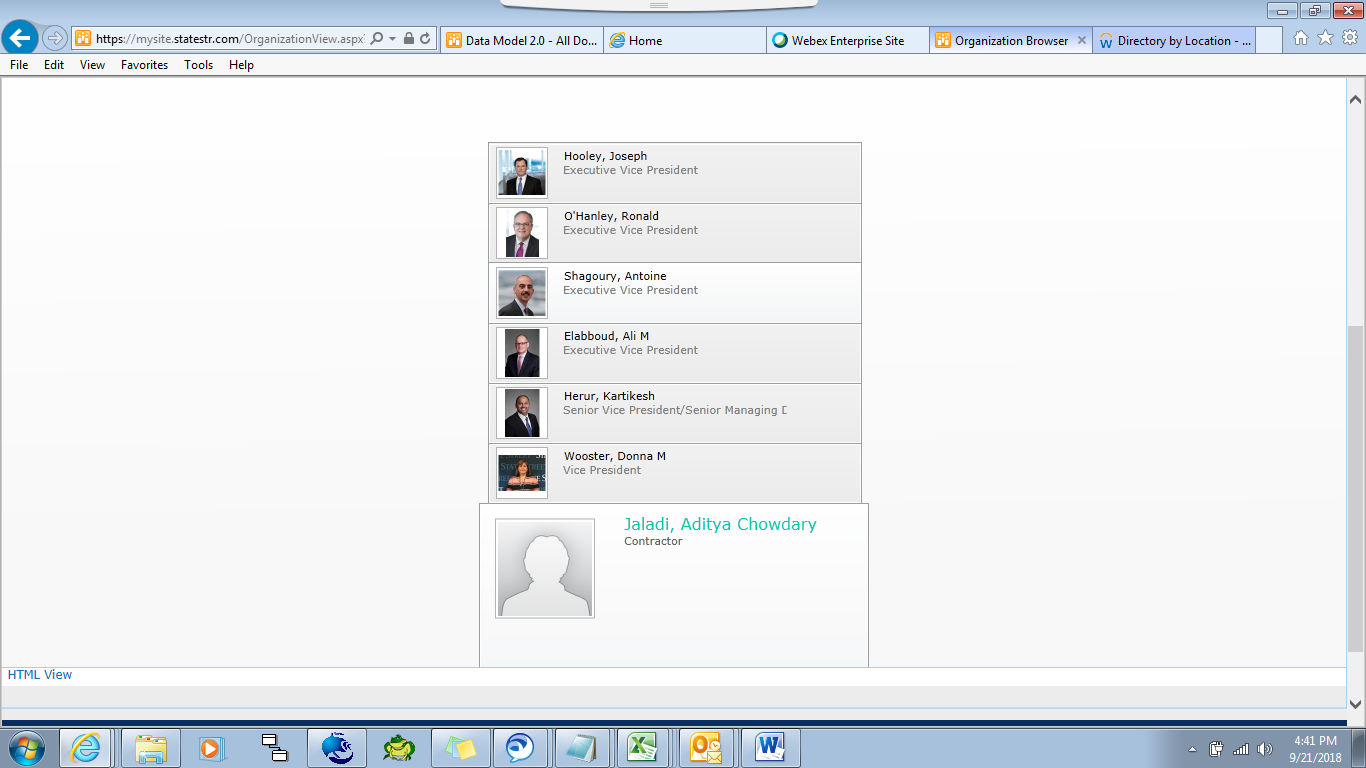 https://mysite.statestr.com/OrganizationView.aspx
Data Model 2.0 - All Do...
Home
Webex Enterprise Site
Organization Browser
Directory by Location - ...
File Edit View Favorites Tools Help
Hooley, Joseph
Executive Vice President
O'Hanley, Ronald
Executive Vice President
Shagoury, Antoine
Executive Vice President
Elabboud, Ali M
Executive Vice President
Herur, Kartikesh
Senior Vice President/Senior Managing D
Wooster, Donna M
Vice President
Jaladi, Aditya Chowdary
Contractor
HTML View
4:41 PM
9/21/2018